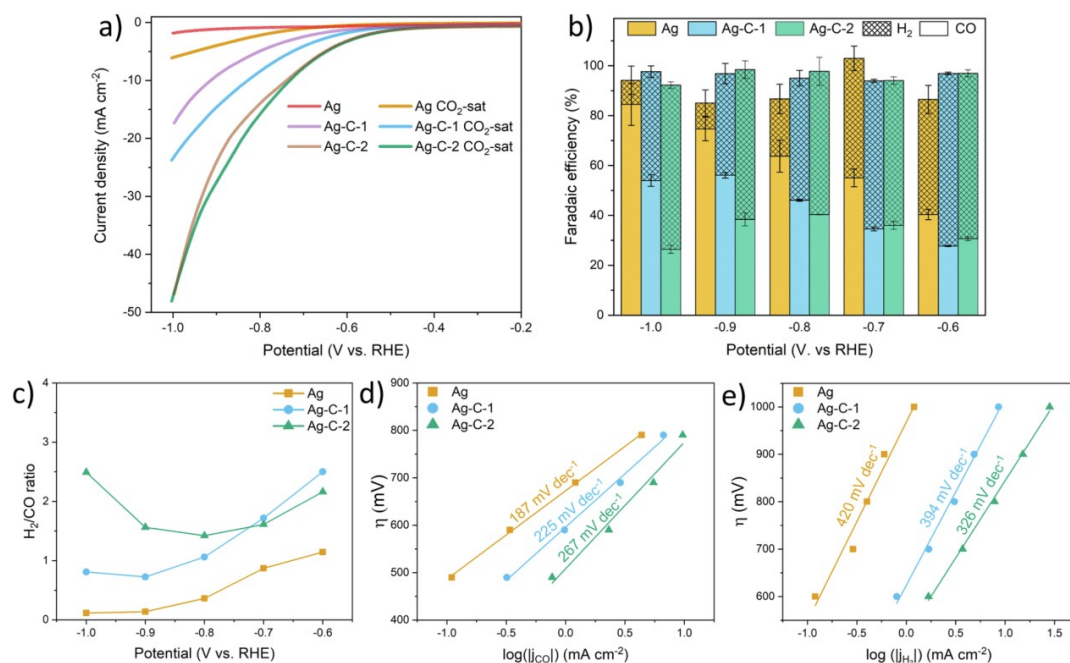 a)
Current density (mA cm⁻²)
0
-10
-20
-30
-40
-50
Ag
Ag CO₂-sat
Ag-C-1
Ag-C-1 CO₂-sat
Ag-C-2
Ag-C-2 CO₂-sat
-1.0
-0.8
-0.6
-0.4
-0.2
Potential (V vs. RHE)
b)
Ag
Ag-C-1
Ag-C-2
H₂
CO
Faradaic efficiency (%)
100
80
60
40
20
0
-1.0
-0.9
-0.8
-0.7
-0.6
Potential (V. vs RHE)
c)
H₂/CO ratio
4
3
2
1
0
Ag
Ag-C-1
Ag-C-2
-1.0
-0.9
-0.8
-0.7
-0.6
Potential (V vs. RHE)
d)
η (mV)
900
800
700
600
500
400
Ag
Ag-C-1
Ag-C-2
187 mV dec⁻¹
225 mV dec⁻¹
267 mV dec⁻¹
-1.0
-0.5
0.0
0.5
1.0
log(|jCO|) (mA cm⁻²)
e)
η (mV)
1000
900
800
700
600
Ag
Ag-C-1
Ag-C-2
420 mV dec⁻¹
394 mV dec⁻¹
326 mV dec⁻¹
-1.0
-0.5
0.0
0.5
1.0
1.5
log (|jH₂|) (mA cm⁻²)